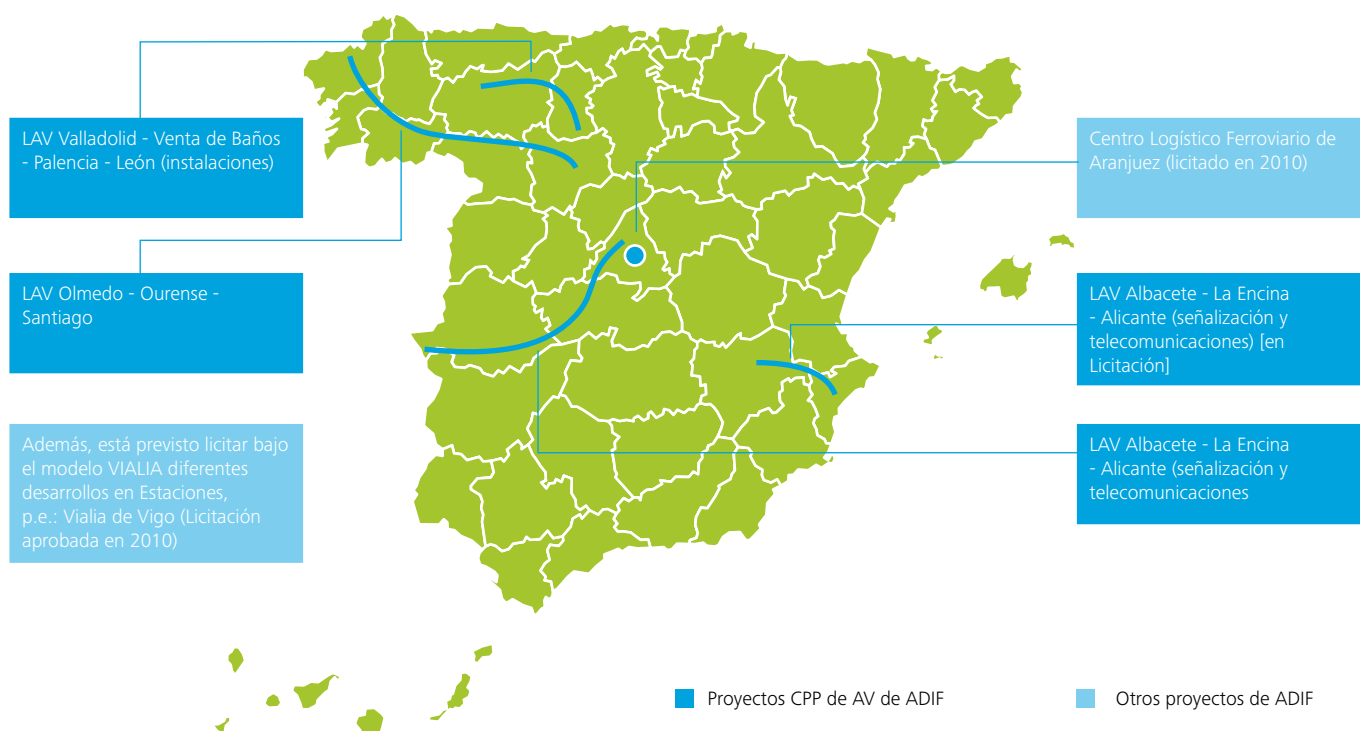 LAV Valladolid - Venta de Baños
- Palencia - León (instalaciones)
LAV Olmedo - Ourense -
Santiago
Además, está previsto licitar bajo
el modelo VIALIA diferentes
desarrollos en Estaciones,
p.e.: Vialia de Vigo (Licitación
aprobada en 2010)
Centro Logístico Ferroviario de
Aranjuez (licitado en 2010)
LAV Albacete - La Encina
- Alicante (señalización y
telecomunicaciones) [en
Licitación]
LAV Albacete - La Encina
- Alicante (señalización y
telecomunicaciones
Proyectos CPP de AV de ADIF
Otros proyectos de ADIF